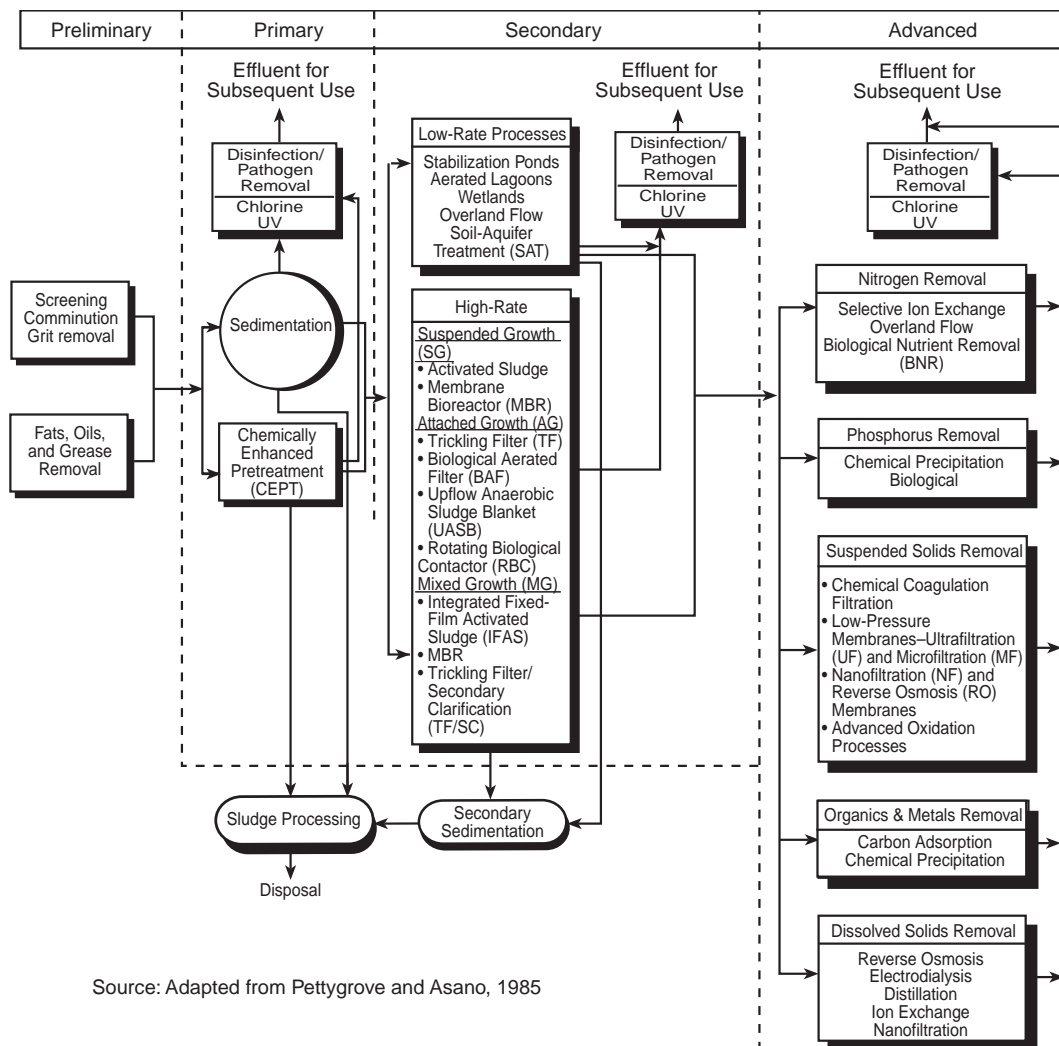 Preliminary
Primary
Secondary
Advanced
Effluent for
Subsequent Use
Disinfection/
Pathogen
Removal
Chlorine
UV
Effluent for
Subsequent Use
Disinfection/
Pathogen
Removal
Chlorine
UV
Effluent for
Subsequent Use
Disinfection/
Pathogen
Removal
Chlorine
UV
Screening
Comminution
Grit removal
Fats, Oils,
and Grease
Removal
Sedimentation
Chemically
Enhanced
Pretreatment
(CEPT)
Low-Rate Processes
Stabilization Ponds
Aerated Lagoons
Wetlands
Overland Flow
Soil-Aquifer
Treatment (SAT)
High-Rate
Suspended Growth
(SG)
• Activated Sludge
• Membrane
Bioreactor (MBR)
Attached Growth (AG)
• Trickling Filter (TF)
• Biological Aerated
Filter (BAF)
• Upflow Anaerobic
Sludge Blanket
(UASB)
• Rotating Biological
Contactor (RBC)
Mixed Growth (MG)
• Integrated Fixed-
Film Activated
Sludge (IFAS)
• MBR
• Trickling Filter/
Secondary
Clarification
(TF/SC)
Nitrogen Removal
Selective Ion Exchange
Overland Flow
Biological Nutrient Removal
(BNR)
Phosphorus Removal
Chemical Precipitation
Biological
Suspended Solids Removal
• Chemical Coagulation
Filtration
• Low-Pressure
Membranes–Ultrafiltration
(UF) and Microfiltration (MF)
• Nanofiltration (NF) and
Reverse Osmosis (RO)
Membranes
• Advanced Oxidation
Processes
Organics & Metals Removal
Carbon Adsorption
Chemical Precipitation
Dissolved Solids Removal
Reverse Osmosis
Electrodialysis
Distillation
Ion Exchange
Nanofiltration
Sludge Processing
Secondary
Sedimentation
Disposal
Source: Adapted from Pettygrove and Asano, 1985